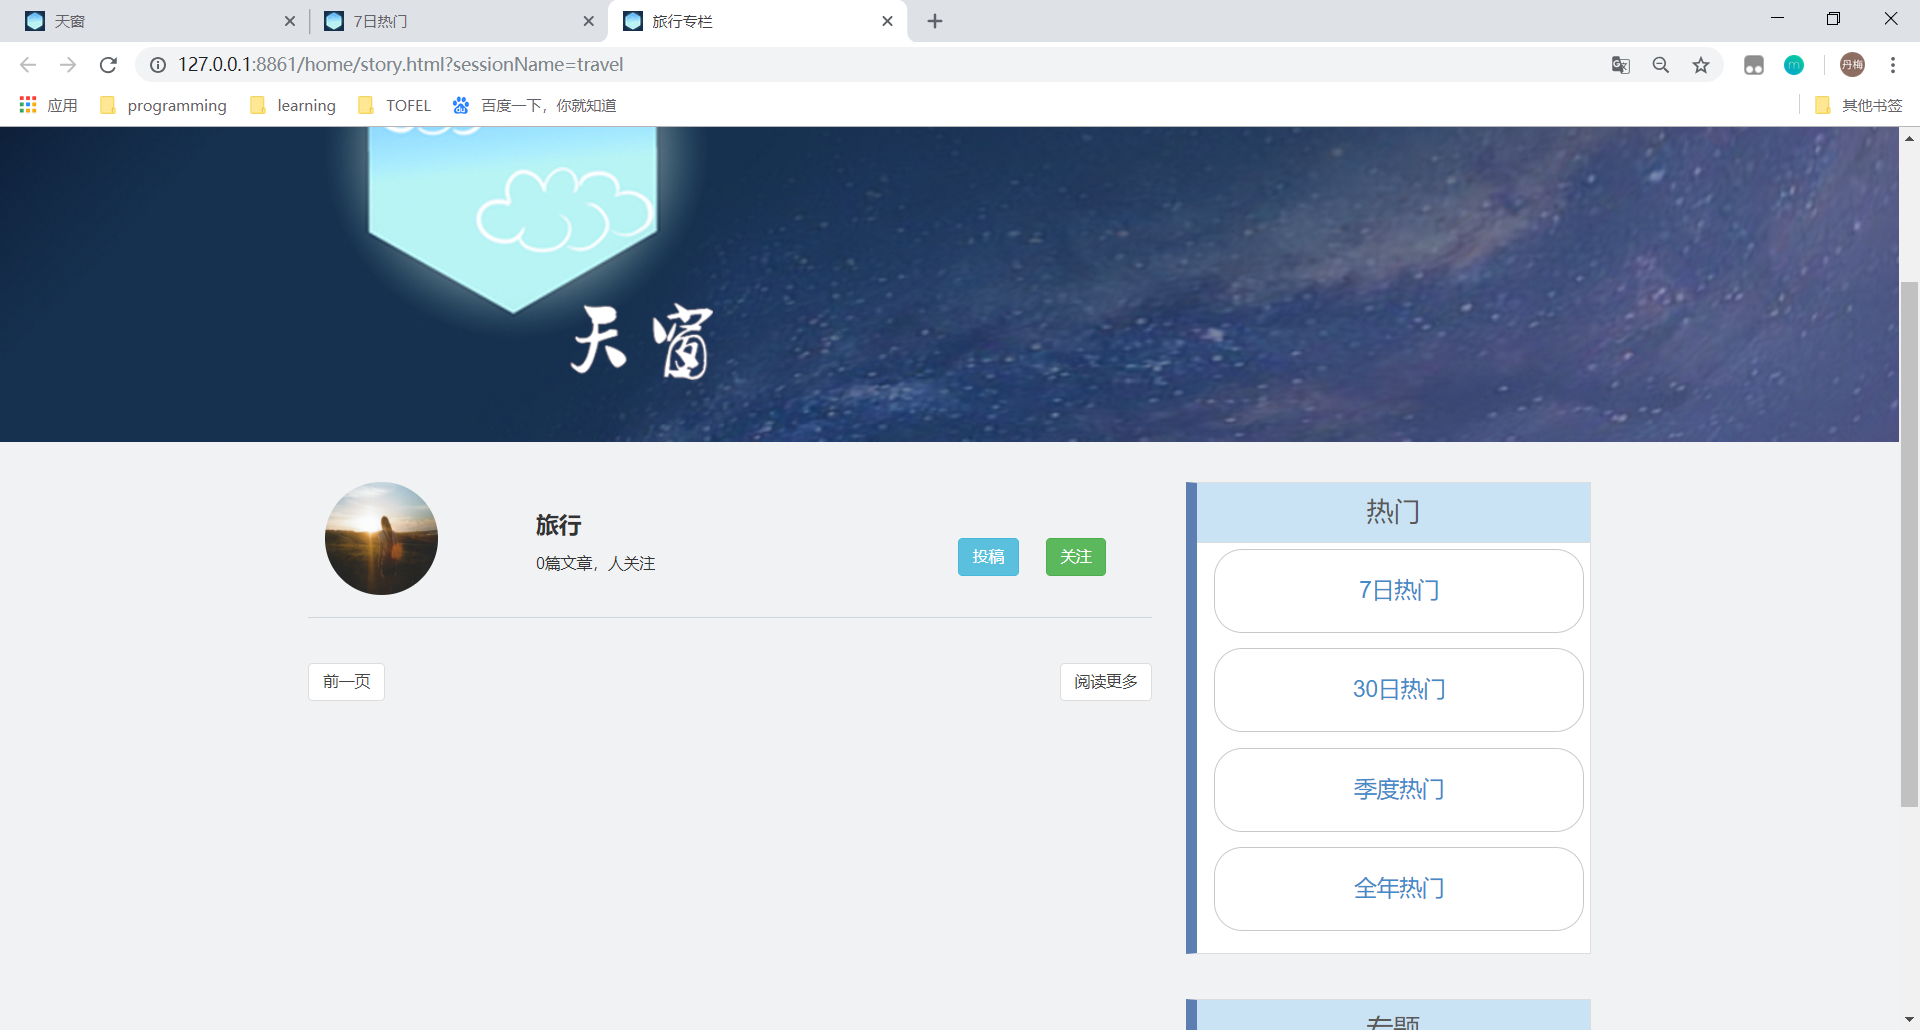 天窗
7日热门
旅行专栏
127.0.0.1:8861/home/story.html?sessionName=travel
丹梅
应用
programming
learning
TOFEL
百度一下，你就知道
其他书签
天窗
旅行
0篇文章，人关注
投稿
关注
前一页
阅读更多
热门
7日热门
30日热门
季度热门
全年热门
专题